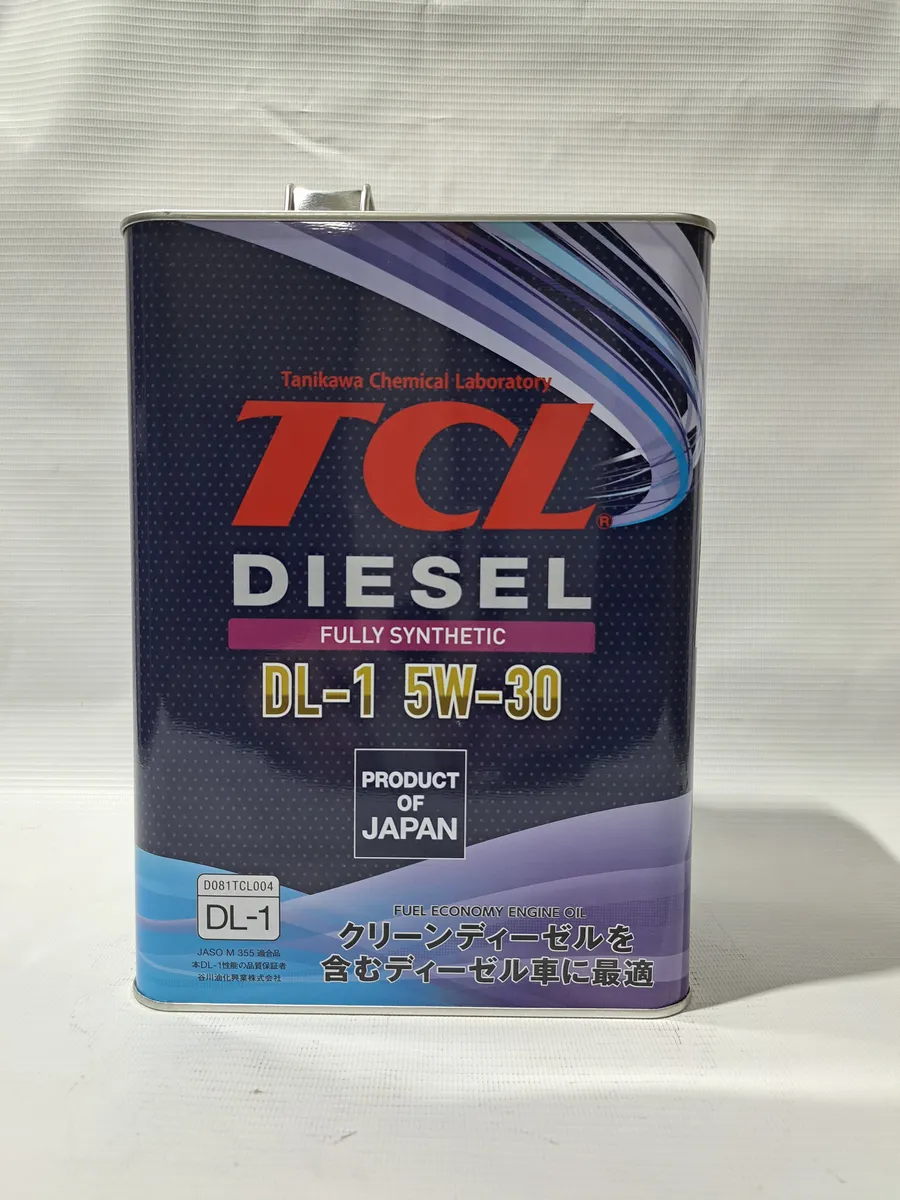 Tanikawa Chemical Laboratory
TCL®
DIESEL
FULLY SYNTHETIC
DL-1 5W-30
PRODUCT
OF
JAPAN
D081TCL004
DL-1
JASO M 355適合品
本DL-1性能の品質保証者
谷川油化興業株式会社
FUEL ECONOMY ENGINE OIL
クリーンディーゼルを
含むディーゼル車に最適